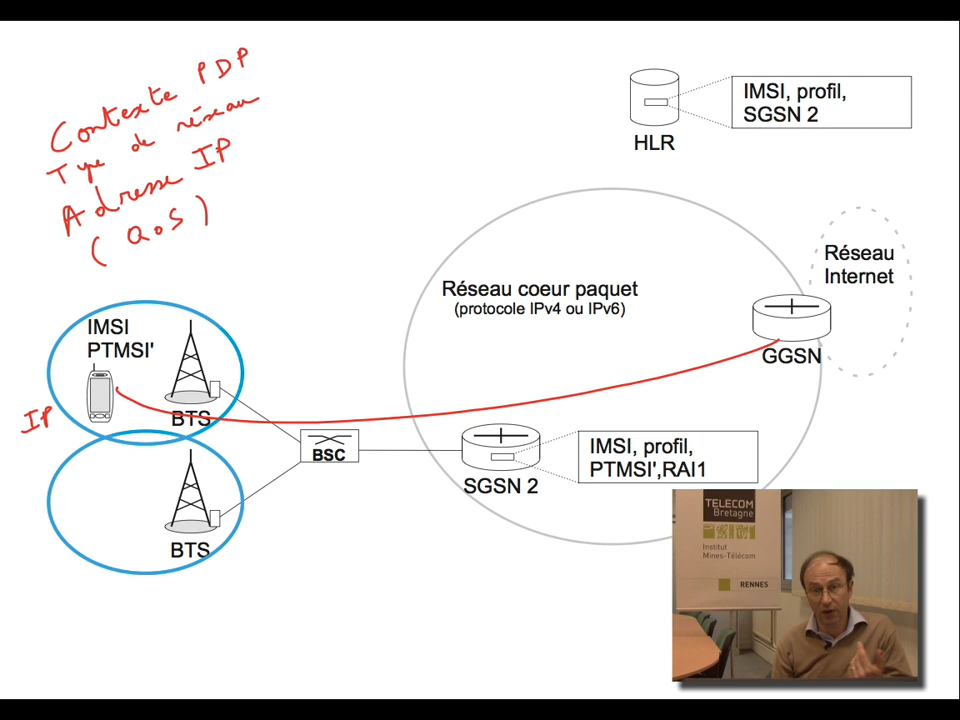 Contexte PDP
Type de réseau
Adresse IP
(QoS)
IMSI, profil,
SGSN 2
HLR
Réseau
Internet
Réseau coeur paquet
(protocole IPv4 ou IPv6)
GGSN
IMSI
PTMSI'
IP
BTS
BSC
SGSN 2
IMSI, profil,
PTMSI',RAI1
BTS
TELECOM
Bretagne
Institut
Mines-Télécom
RENNES